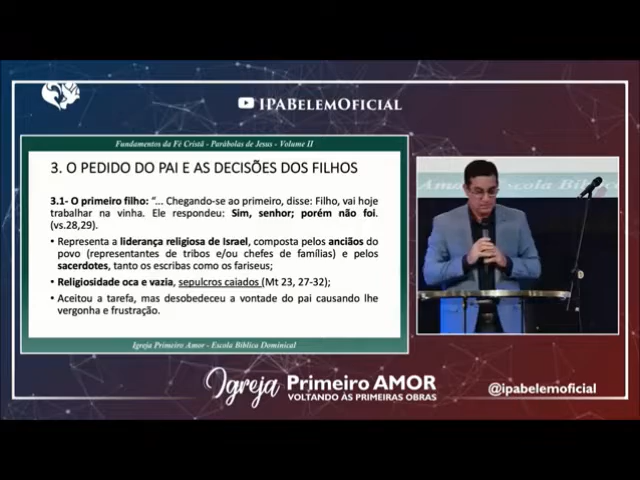 IPABelemOficial
Fundamentos da Fé Cristã - Parábolas de Jesus - Volume II
3. O PEDIDO DO PAI E AS DECISÕES DOS FILHOS
3.1- O primeiro filho: "... Chegando-se ao primeiro, disse: Filho, vai hoje
trabalhar na vinha. Ele respondeu: Sim, senhor; porém não foi.
(vs.28,29).
• Representa a liderança religiosa de Israel, composta pelos anciãos do
povo (representantes de tribos e/ou chefes de famílias) e pelos
sacerdotes, tanto os escribas como os fariseus;
• Religiosidade oca e vazia, sepulcros caiados (Mt 23, 27-32);
• Aceitou a tarefa, mas desobedeceu a vontade do pai causando lhe
vergonha e frustração.
Igreja Primeiro Amor - Escola Bíblica Dominical
Amor - Escola Bíblica
Igreja Primeiro AMOR
VOLTANDO ÀS PRIMEIRAS OBRAS
@ipabelemoficial